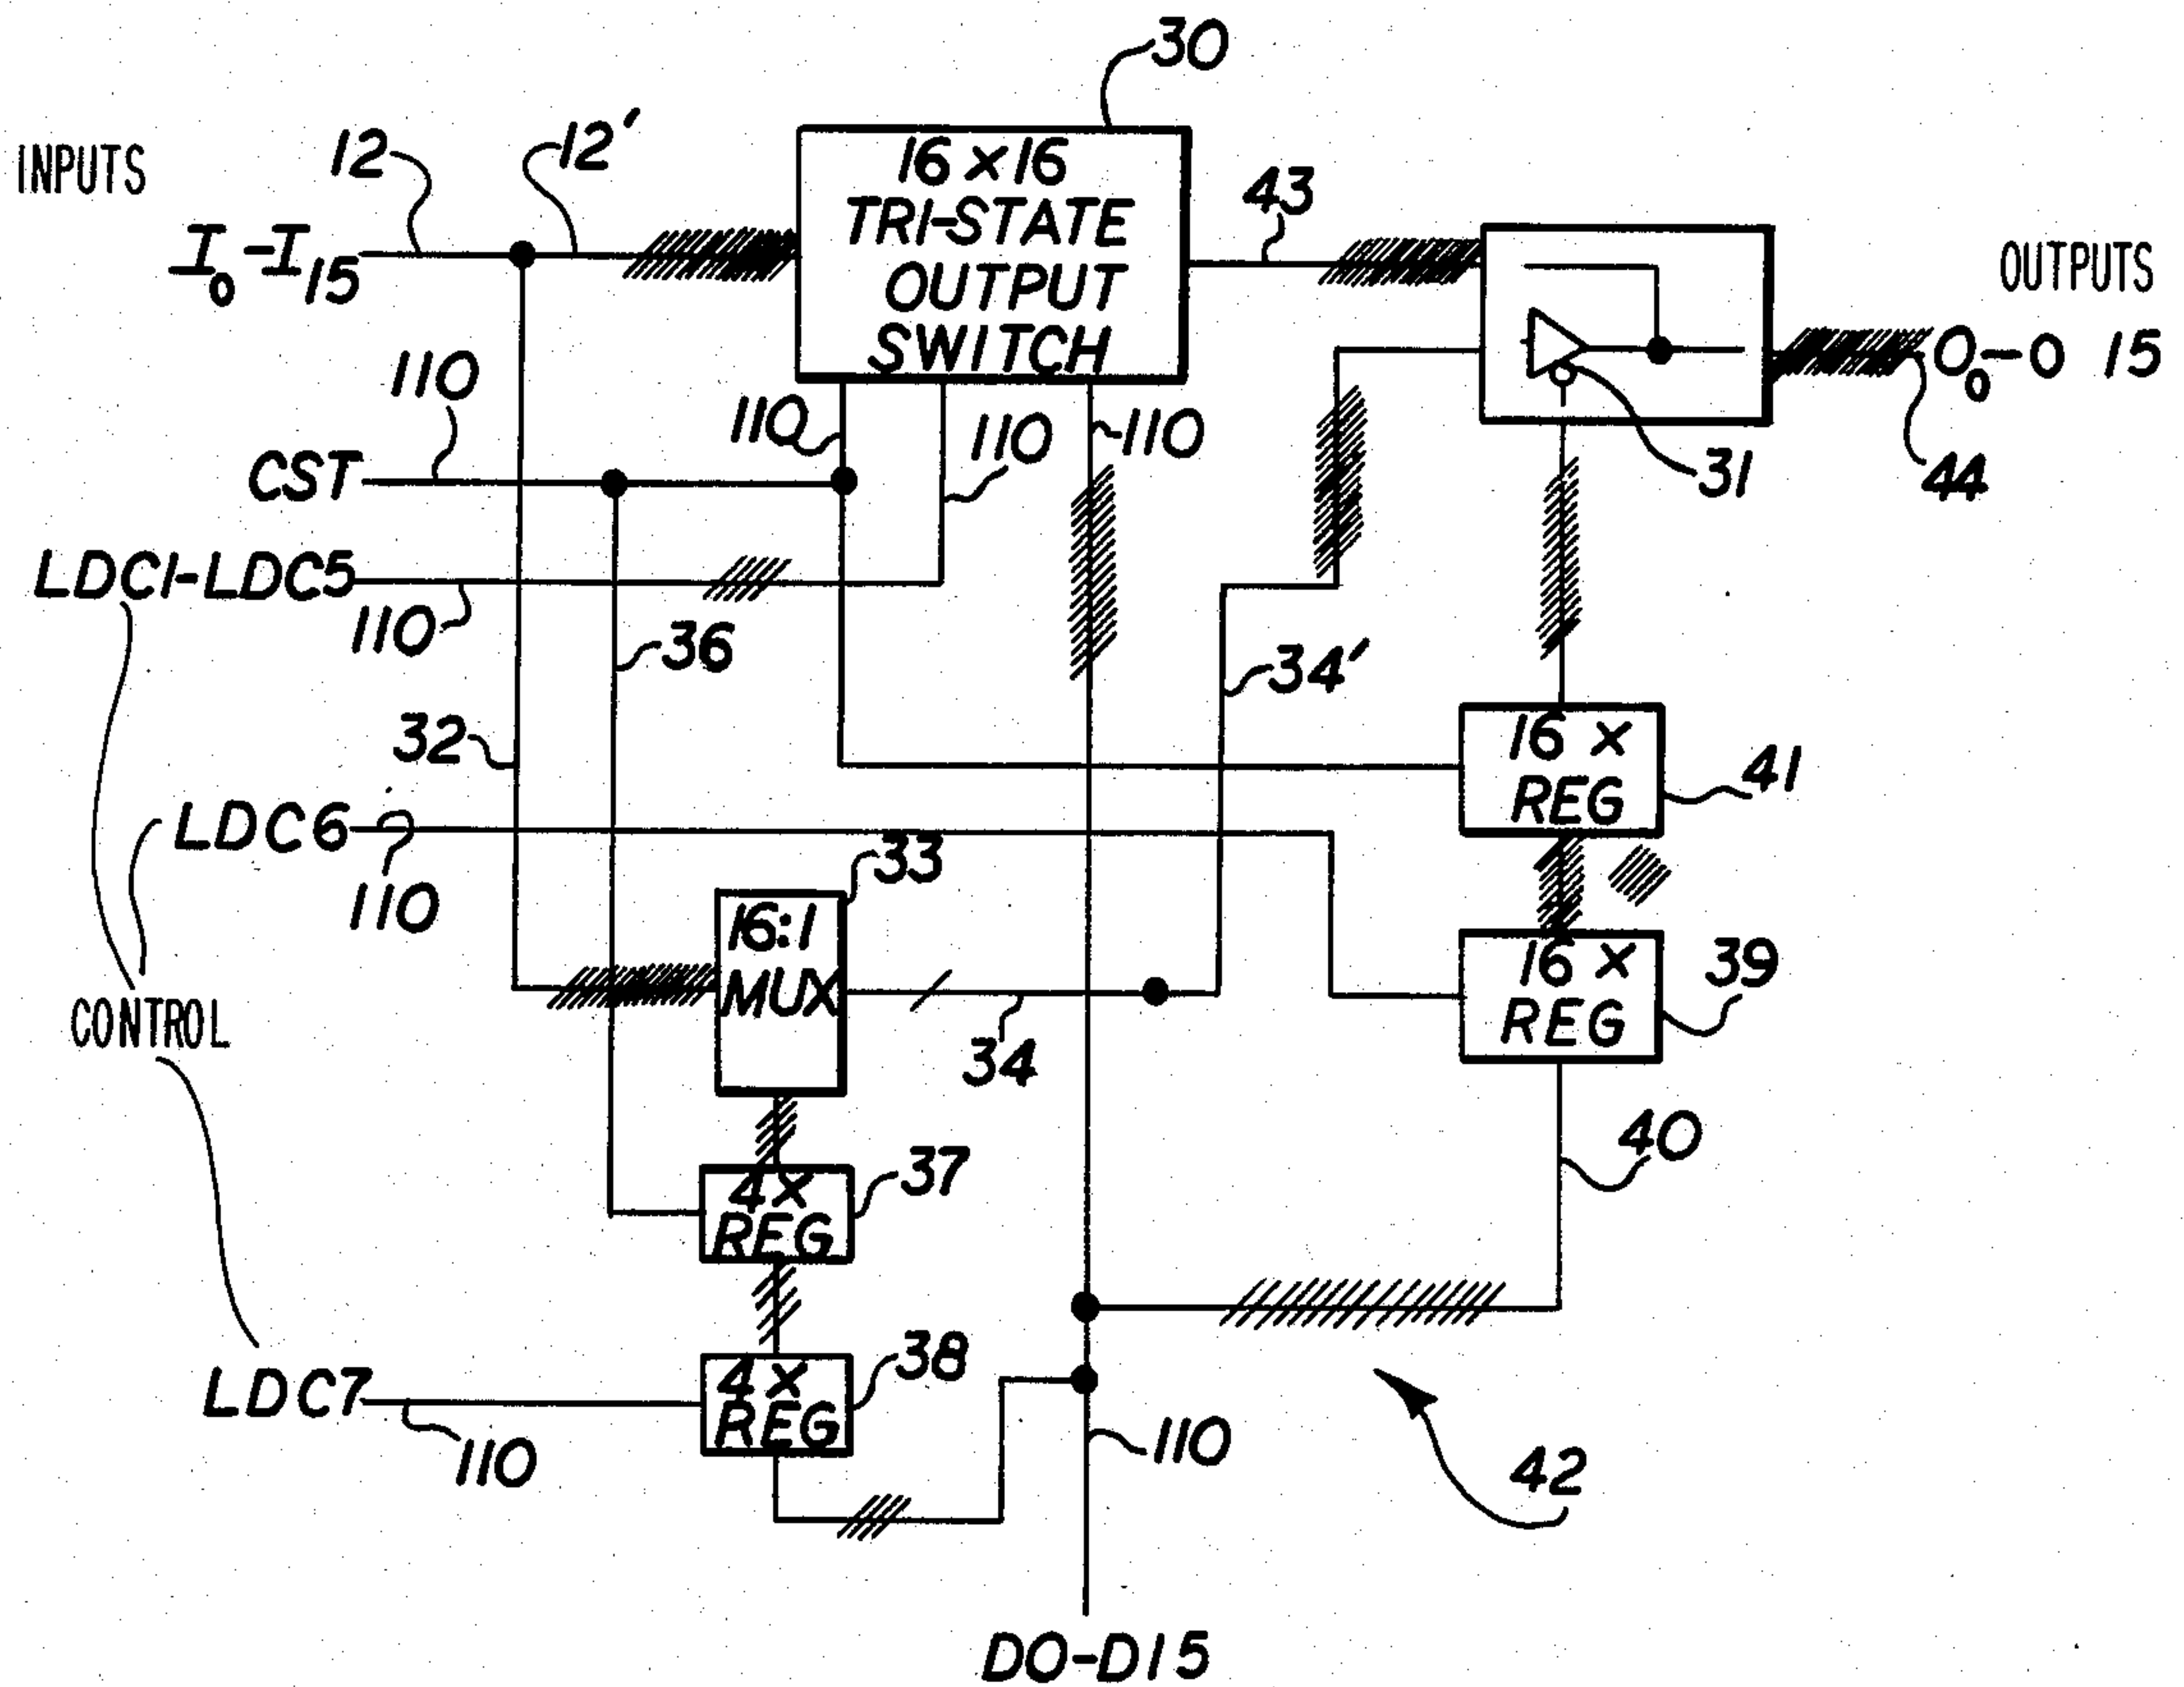 30
INPUTS
12
12'
16 x 16
TRI-STATE
OUTPUT
SWITCH
43
OUTPUTS
I0-I15
O0-O 15
110
110
110
110
31
44
CST
LDC1-LDC5
110
36
34'
32
16 x
REG
41
LDC6
110
33
16:1
MUX
34
16 x
REG
39
CONTROL
40
37
4 x
REG
38
4 x
REG
LDC7
110
110
42
DO-D15